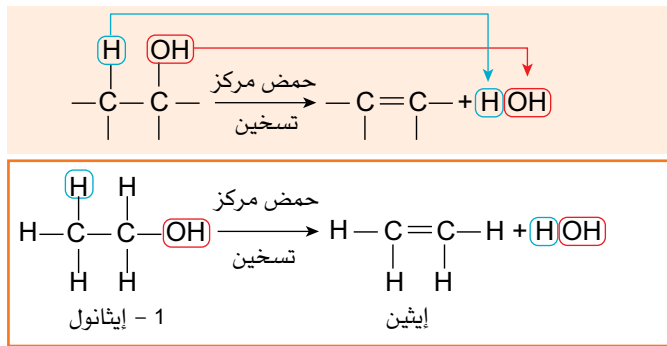 H OH
حمض مركز
—C—C— → —C=C— + H OH
تسخين
H H
حمض مركز
H—C—C—OH → H—C=C—H + H OH
تسخين
H H H H
1 – إيثانول إيثين